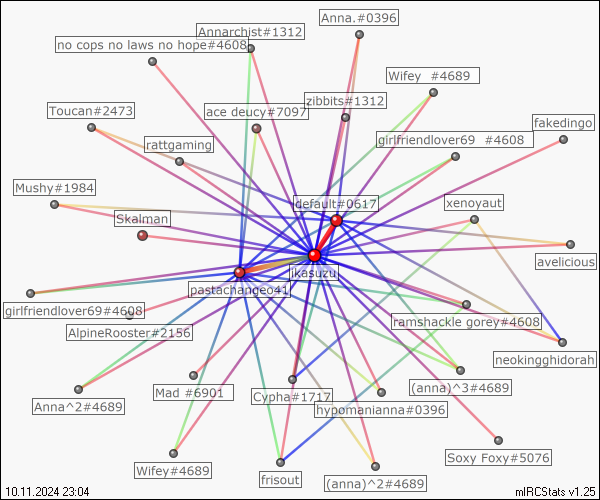 Anna.#0396
Annarchist#1312
no cops no laws no hope#4608
Wifey #4689
zibbits#1312
Toucan#2473
ace deucy#7097
fakedingo
girlfriendlover69 #4608
rattgaming
Mushy#1984
default#0617
xenoyaut
Skalman
avelicious
jkasuzu
pastachangeo41
girlfriendlover69#4608
ramshackle gorey#4608
AlpineRooster#2156
neokingghidorah
Mad #6901
Cypha#1717
(anna)^3#4689
Anna^2#4689
hypomanianna#0396
Soxy Foxy#5076
Wifey#4689
frisout
(anna)^2#4689
10.11.2024 23:04
mIRCStats v1.25